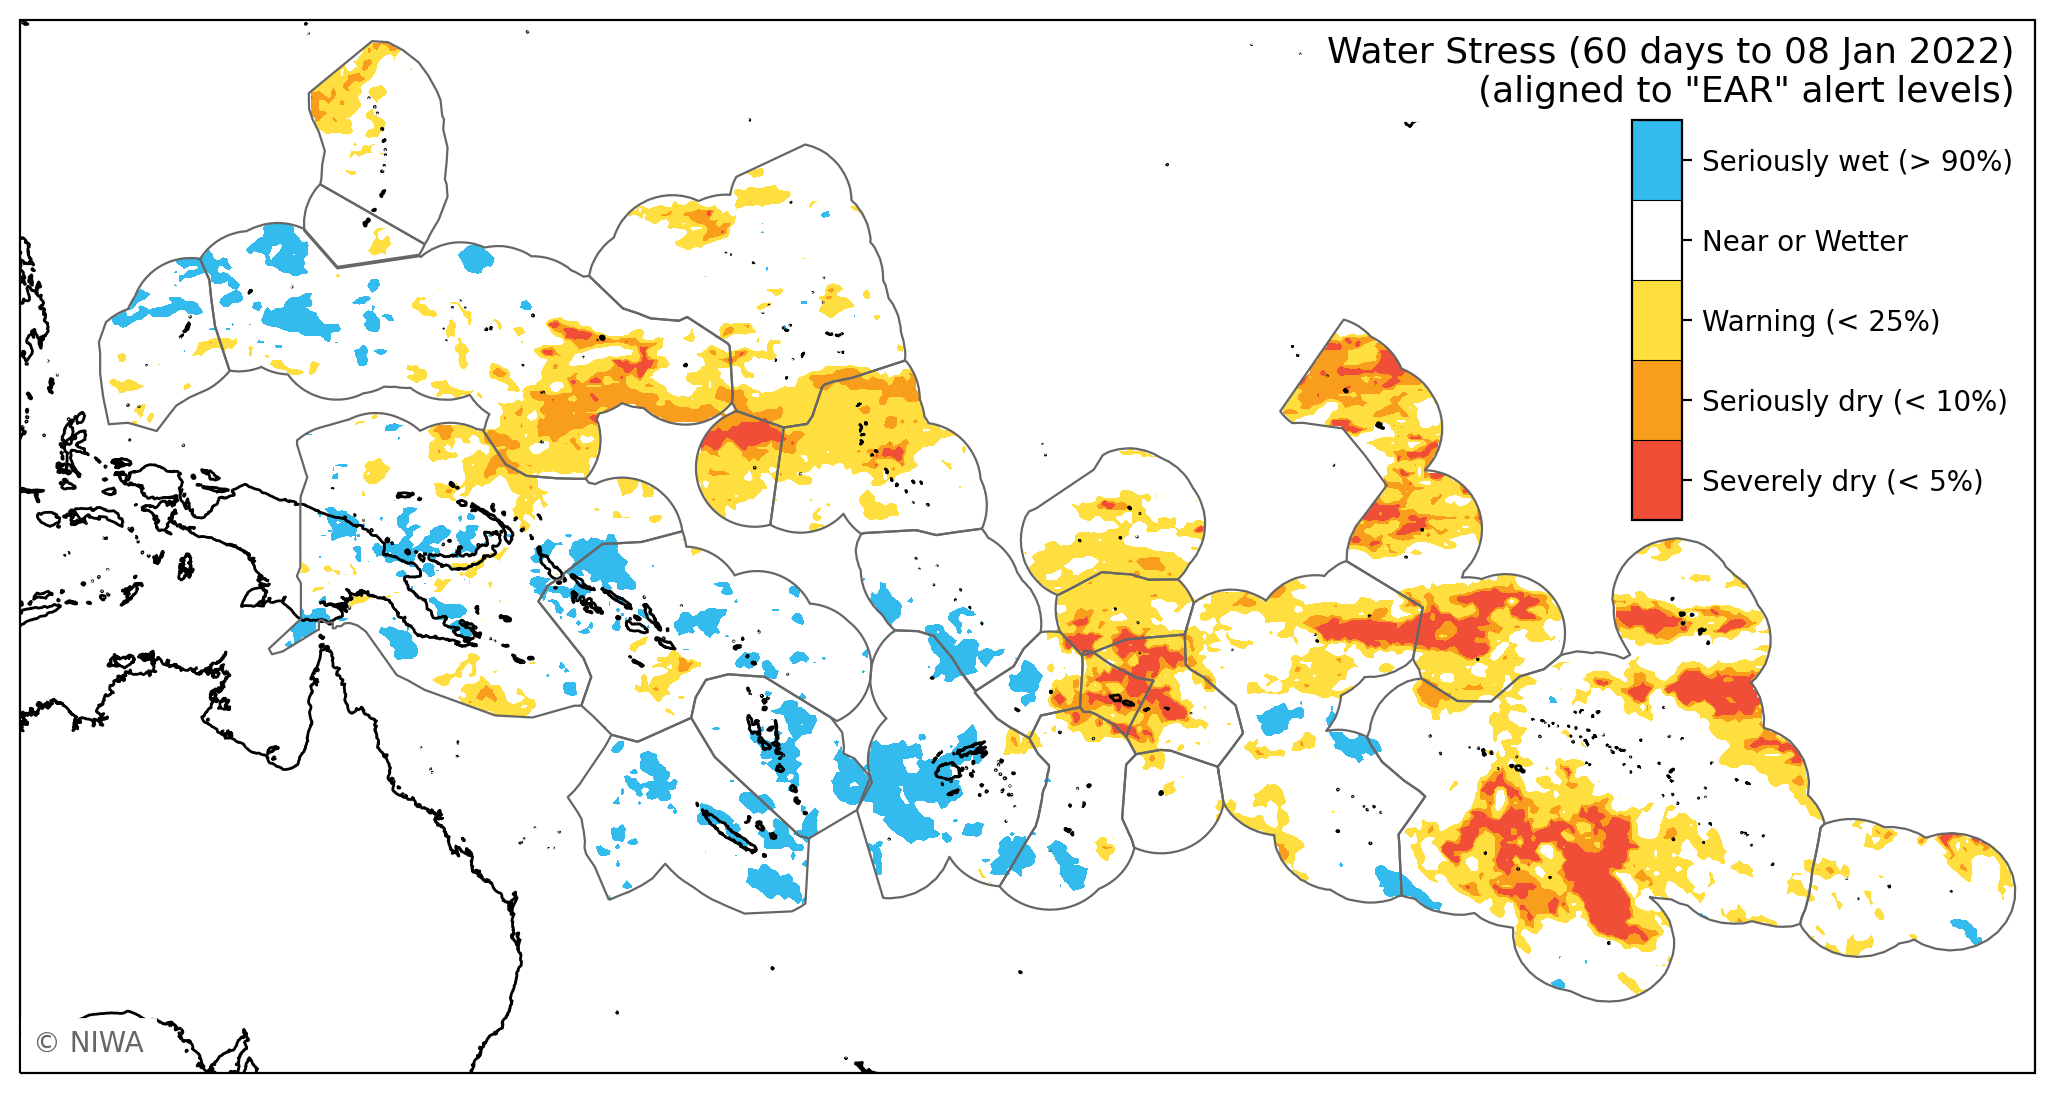 Water Stress (60 days to 08 Jan 2022)
(aligned to "EAR" alert levels)
Seriously wet (> 90%)
Near or Wetter
Warning (< 25%)
Seriously dry (< 10%)
Severely dry (< 5%)
© NIWA